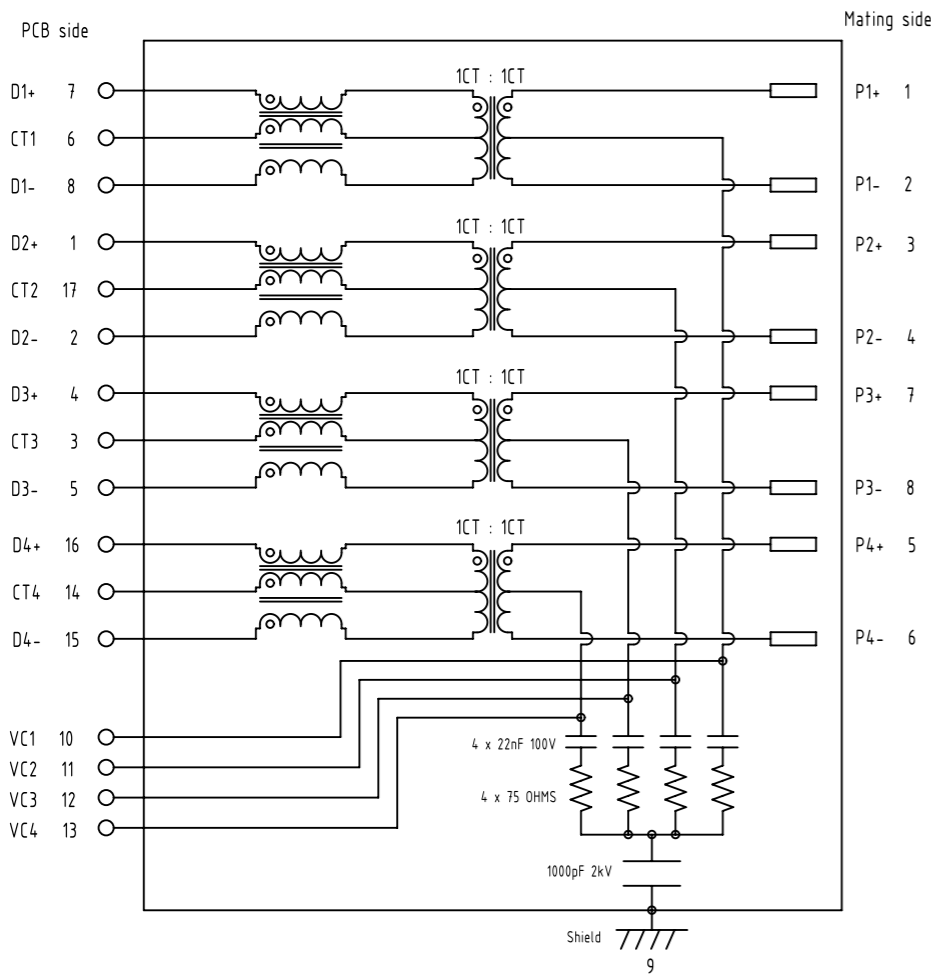 PCB side
Mating side
1CT : 1CT
D1+ 7
P1+ 1
CT1 6
D1- 8
P1- 2
1CT : 1CT
D2+ 1
P2+ 3
CT2 17
D2- 2
P2- 4
1CT : 1CT
D3+ 4
P3+ 7
CT3 3
D3- 5
P3- 8
1CT : 1CT
D4+ 16
P4+ 5
CT4 14
D4- 15
P4- 6
VC1 10
4 x 22nF 100V
VC2 11
VC3 12
4 x 75 OHMS
VC4 13
1000pF 2kV
Shield
9